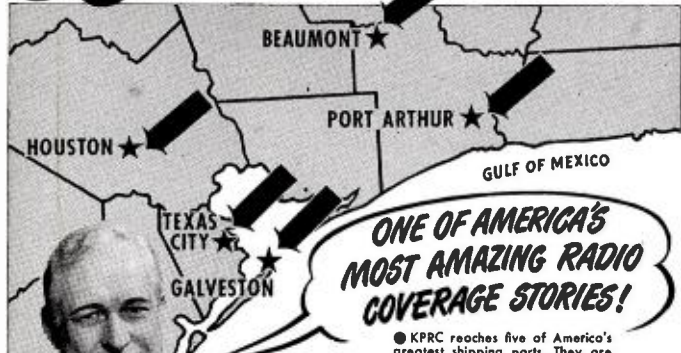 BEAUMONT
PORT ARTHUR
HOUSTON
GULF OF MEXICO
TEXAS
CITY
GALVESTON
ONE OF AMERICA'S
MOST AMAZING RADIO
COVERAGE STORIES!
● KPRC reaches five of America's
greatest shipping ports. They are